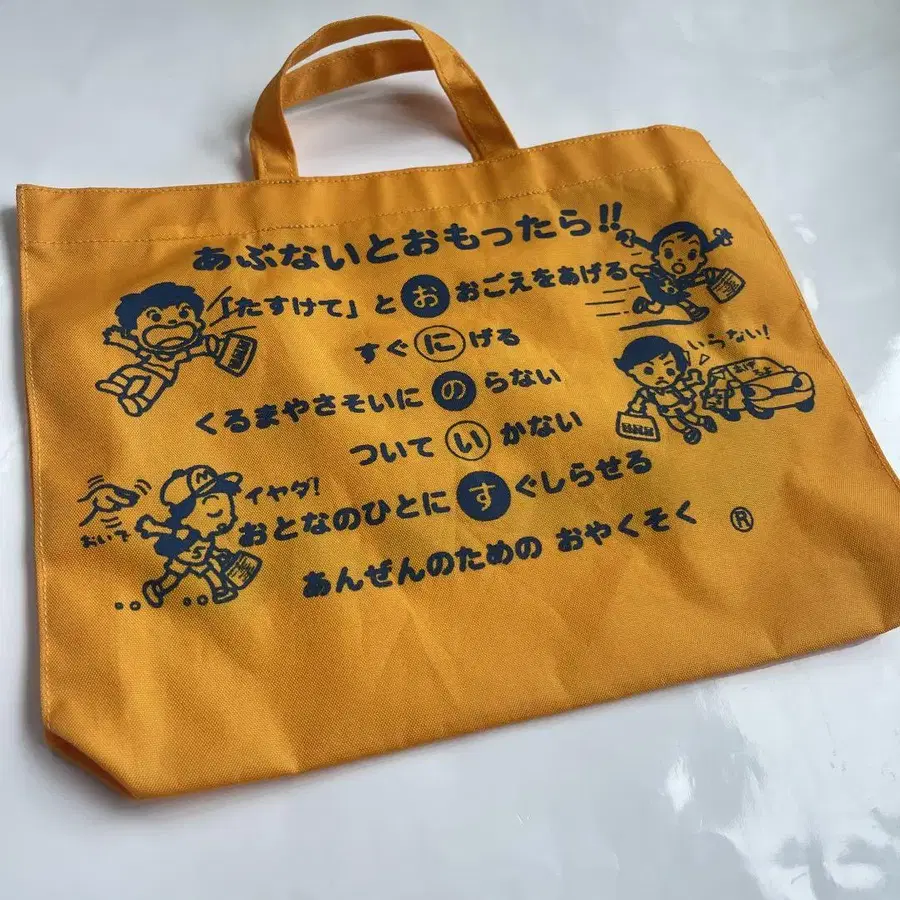 あぶないとおもったら!!
「たすけて」とおおごえをあげる
すぐにげる
いらない!
くるまやさそいにのらない
ついていかない
イヤダ!
おいで
おとなのひとにすぐしらせる
あんぜんのための おやくそく
®